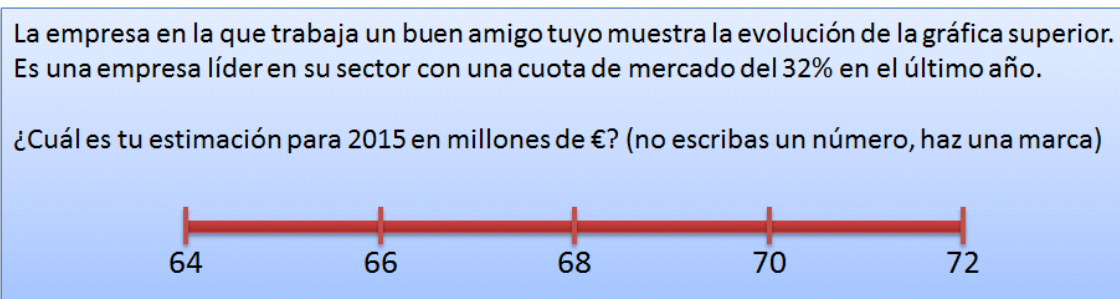 La empresa en la que trabaja un buen amigo tuyo muestra la evolución de la gráfica superior.
Es una empresa líder en su sector con una cuota de mercado del 32% en el último año.
¿Cuál es tu estimación para 2015 en millones de €? (no escribas un número, haz una marca)
64 66 68 70 72